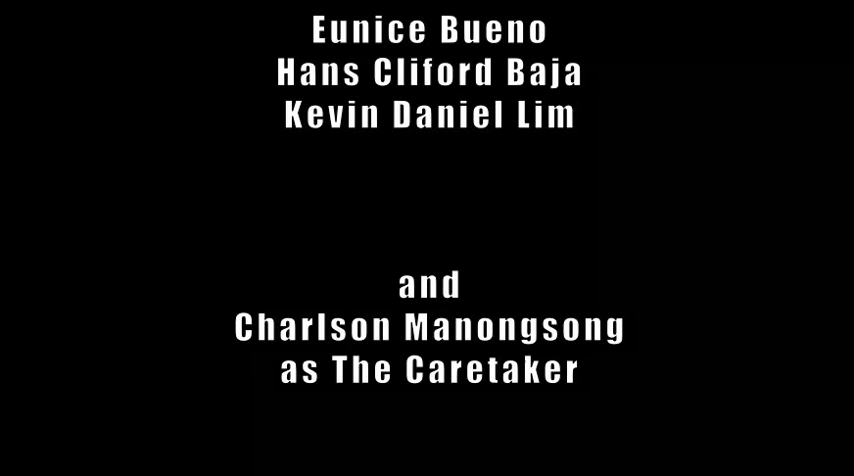 Eunice Bueno
Hans Cliford Baja
Kevin Daniel Lim
and
Charlson Manongsong
as The Caretaker